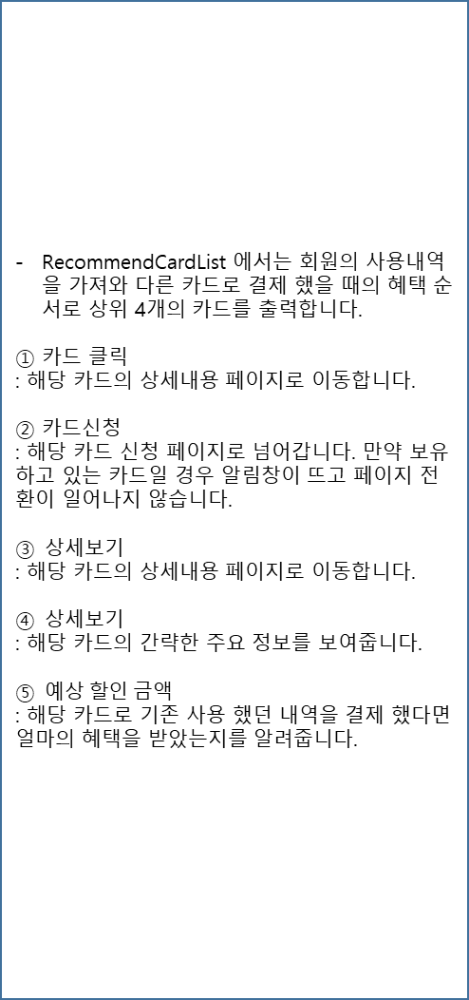 - RecommendCardList 에서는 회원의 사용내역
을 가져와 다른 카드로 결제 했을 때의 혜택 순
서로 상위 4개의 카드를 출력합니다.
① 카드 클릭
: 해당 카드의 상세내용 페이지로 이동합니다.
② 카드신청
: 해당 카드 신청 페이지로 넘어갑니다. 만약 보유
하고 있는 카드일 경우 알림창이 뜨고 페이지 전
환이 일어나지 않습니다.
③ 상세보기
: 해당 카드의 상세내용 페이지로 이동합니다.
④ 상세보기
: 해당 카드의 간략한 주요 정보를 보여줍니다.
⑤ 예상 할인 금액
: 해당 카드로 기존 사용 했던 내역을 결제 했다면
얼마의 혜택을 받았는지를 알려줍니다.